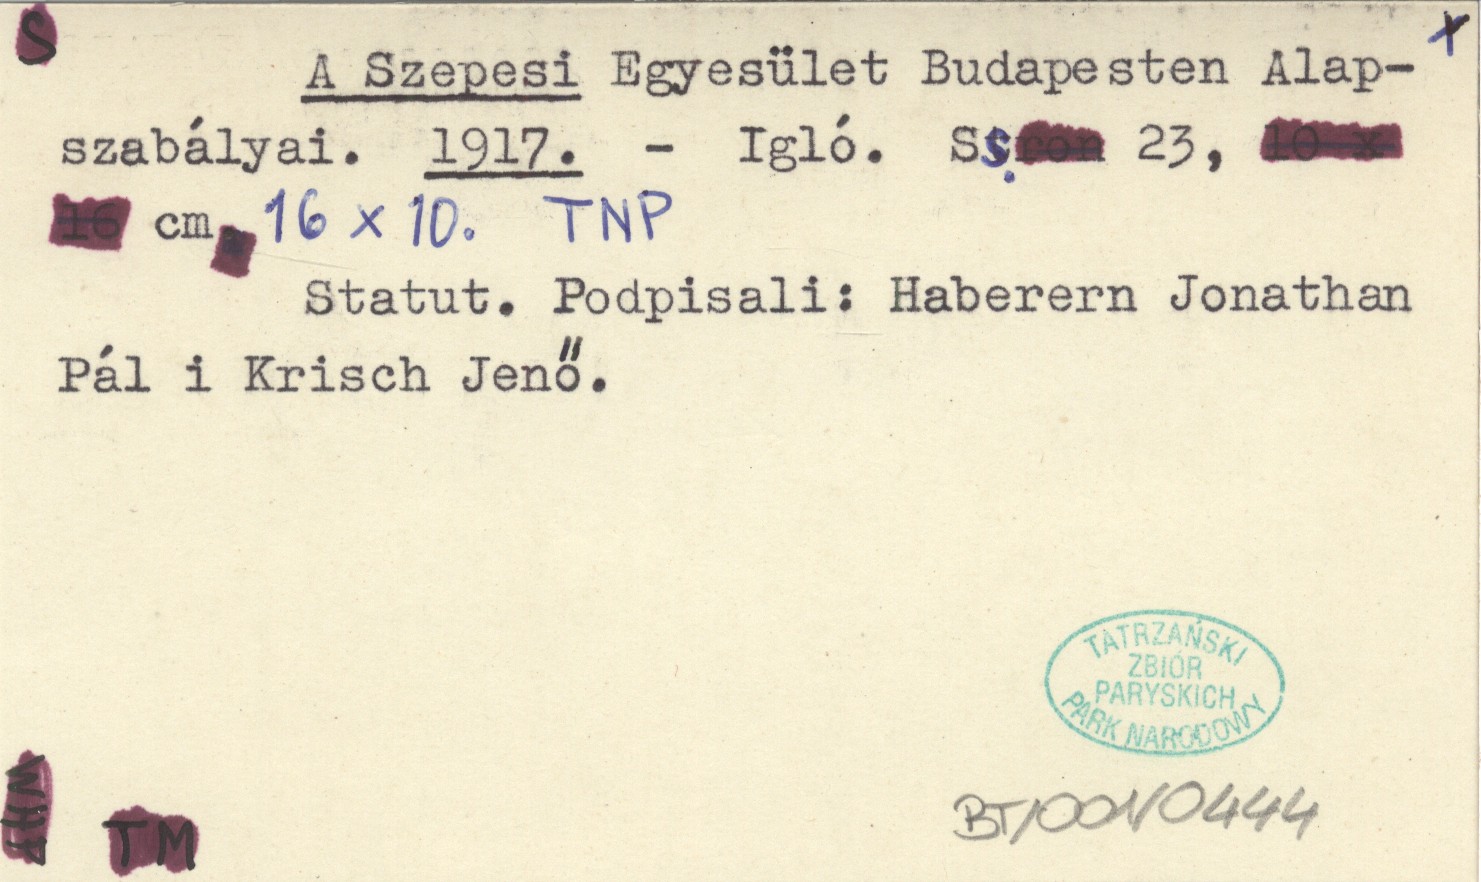 S
x
A Szepesi Egyesület Budapesten Alap-
szabályai. 1917. - Igló. Ss. 23,
cm. 16 x 10. TNP
Statut. Podpisali: Haberern Jonathan
Pál i Krisch Jenő.
TATRZAŃSKI
ZBIÓR
PARYSKICH
PARK NARODOWY
BT/001/0444
TM